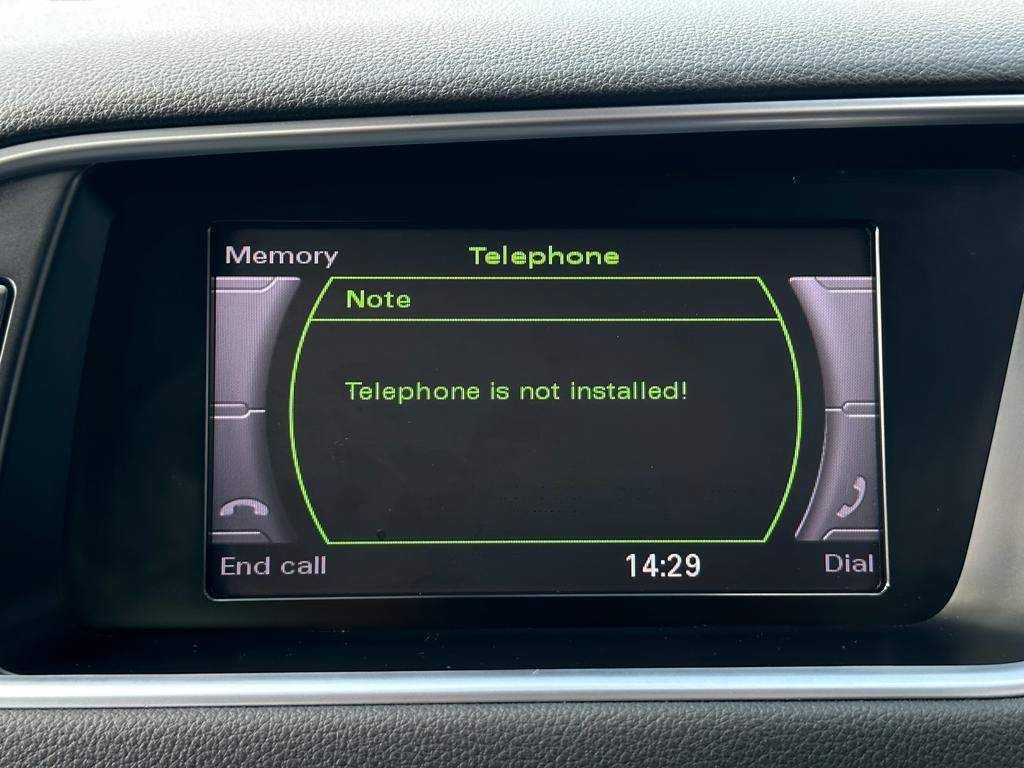 Memory
Telephone
Note
Telephone is not installed!
End call
14:29
Dial